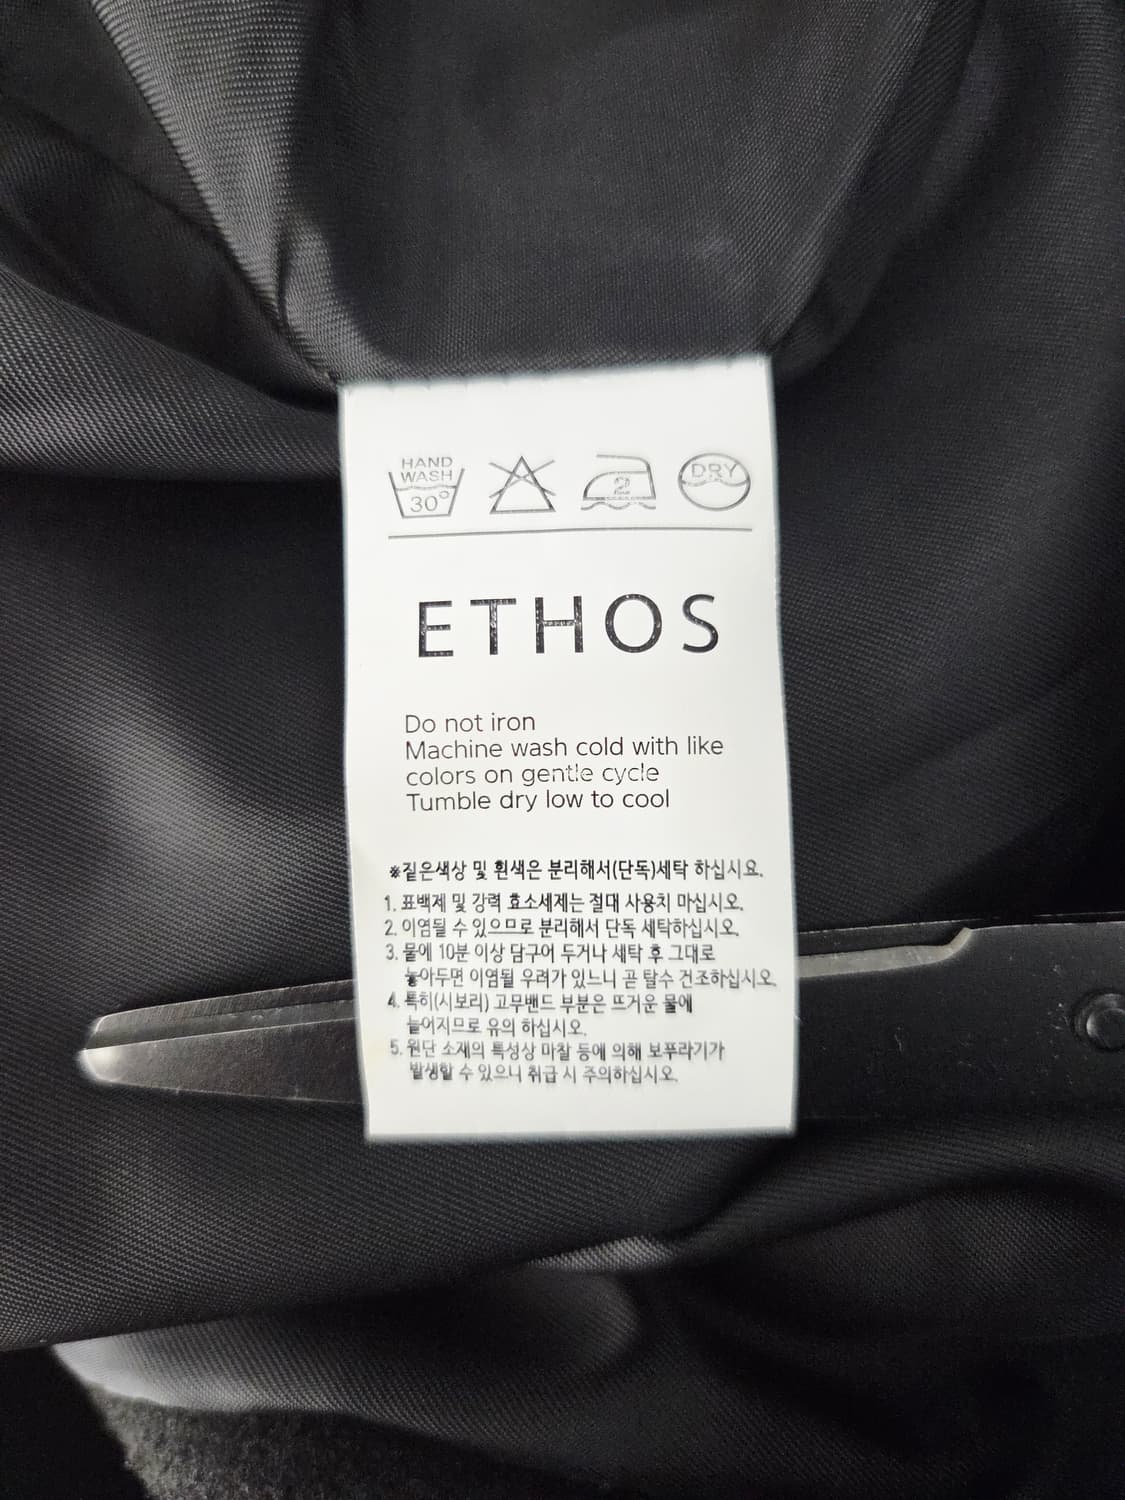 HAND
WASH
30°
2
DRY
ETHOS
Do not iron
Machine wash cold with like
colors on gentle cycle
Tumble dry low to cool
※짙은색상 및 흰색은 분리해서(단독)세탁 하십시요.
1. 표백제 및 강력 효소세제는 절대 사용치 마십시오.
2. 이염될 수 있으므로 분리해서 단독 세탁하십시오.
3. 물에 10분 이상 담구어 두거나 세탁 후 그대로
놓아두면 이염될 우려가 있느니 곧 탈수 건조하십시오.
4. 특히(시보리) 고무밴드 부분은 뜨거운 물에
늘어지므로 유의 하십시오.
5. 원단 소재의 특성상 마찰 등에 의해 보푸라기가
발생할 수 있으니 취급 시 주의하십시오.